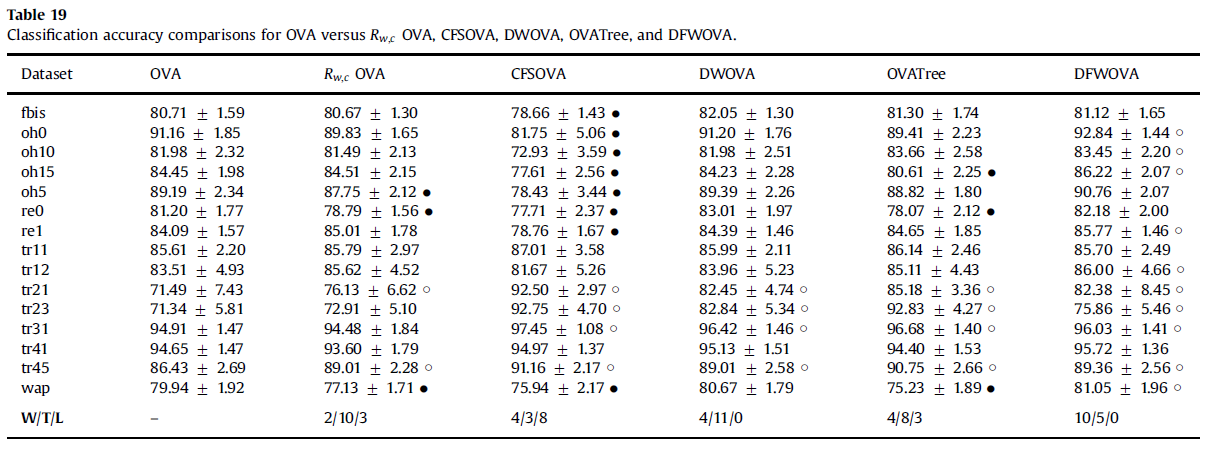 Table 19
Classification accuracy comparisons for OVA versus Rw,c OVA, CFSOVA, DWOVA, OVATree, and DFWOVA.
Dataset OVA Rw,c OVA CFSOVA DWOVA OVATree DFWOVA
fbis 80.71 ± 1.59 80.67 ± 1.30 78.66 ± 1.43 ● 82.05 ± 1.30 81.30 ± 1.74 81.12 ± 1.65
oh0 91.16 ± 1.85 89.83 ± 1.65 81.75 ± 5.06 ● 91.20 ± 1.76 89.41 ± 2.23 92.84 ± 1.44 ○
oh10 81.98 ± 2.32 81.49 ± 2.13 72.93 ± 3.59 ● 81.98 ± 2.51 83.66 ± 2.58 83.45 ± 2.20 ○
oh15 84.45 ± 1.98 84.51 ± 2.15 77.61 ± 2.56 ● 84.23 ± 2.28 80.61 ± 2.25 ● 86.22 ± 2.07 ○
oh5 89.19 ± 2.34 87.75 ± 2.12 ● 78.43 ± 3.44 ● 89.39 ± 2.26 88.82 ± 1.80 90.76 ± 2.07
re0 81.20 ± 1.77 78.79 ± 1.56 ● 77.71 ± 2.37 ● 83.01 ± 1.97 78.07 ± 2.12 ● 82.18 ± 2.00
re1 84.09 ± 1.57 85.01 ± 1.78 78.76 ± 1.67 ● 84.39 ± 1.46 84.65 ± 1.85 85.77 ± 1.46 ○
tr11 85.61 ± 2.20 85.79 ± 2.97 87.01 ± 3.58 85.99 ± 2.11 86.14 ± 2.46 85.70 ± 2.49
tr12 83.51 ± 4.93 85.62 ± 4.52 81.67 ± 5.26 83.96 ± 5.23 85.11 ± 4.43 86.00 ± 4.66 ○
tr21 71.49 ± 7.43 76.13 ± 6.62 ○ 92.50 ± 2.97 ○ 82.45 ± 4.74 ○ 85.18 ± 3.36 ○ 82.38 ± 8.45 ○
tr23 71.34 ± 5.81 72.91 ± 5.10 92.75 ± 4.70 ○ 82.84 ± 5.34 ○ 92.83 ± 4.27 ○ 75.86 ± 5.46 ○
tr31 94.91 ± 1.47 94.48 ± 1.84 97.45 ± 1.08 ○ 96.42 ± 1.46 ○ 96.68 ± 1.40 ○ 96.03 ± 1.41 ○
tr41 94.65 ± 1.47 93.60 ± 1.79 94.97 ± 1.37 95.13 ± 1.51 94.40 ± 1.53 95.72 ± 1.36
tr45 86.43 ± 2.69 89.01 ± 2.28 ○ 91.16 ± 2.17 ○ 89.01 ± 2.58 ○ 90.75 ± 2.66 ○ 89.36 ± 2.56 ○
wap 79.94 ± 1.92 77.13 ± 1.71 ● 75.94 ± 2.17 ● 80.67 ± 1.79 75.23 ± 1.89 ● 81.05 ± 1.96 ○
W/T/L – 2/10/3 4/3/8 4/11/0 4/8/3 10/5/0